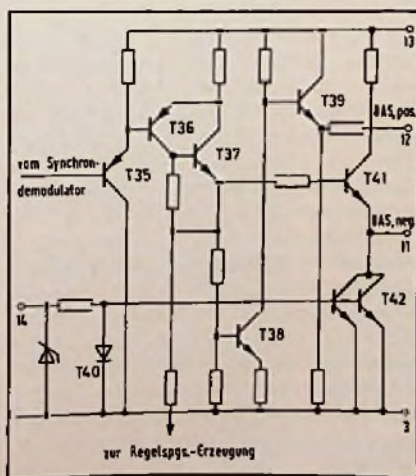 13
T39
BAS, pos.
T36
12
T37
vom Synchron-
demodulator
T35
T41
BAS, neg.
11
14
T42
T38
T40
3
zur Regelspgs.-Erzeugung